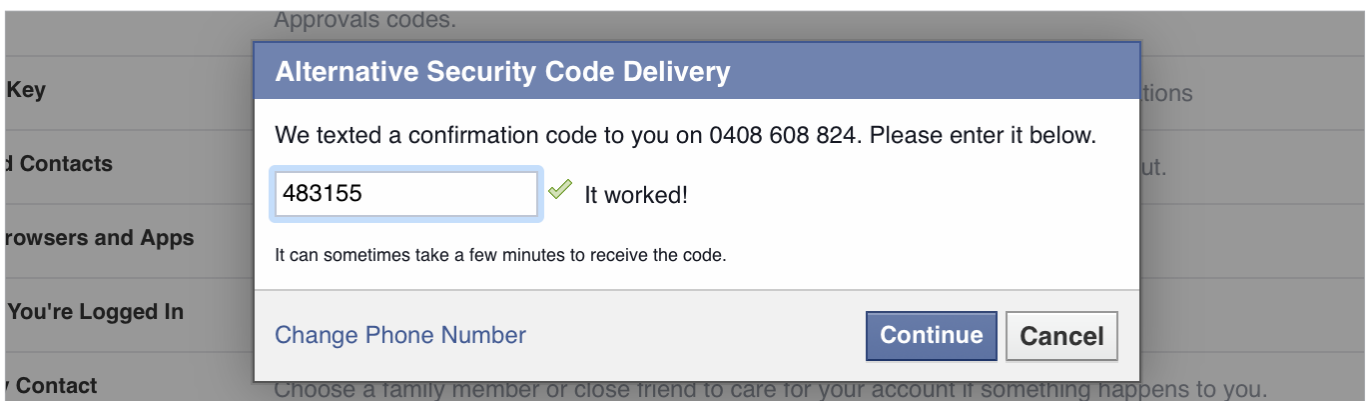 Approvals codes.
Alternative Security Code Delivery
Key
tions
We texted a confirmation code to you on 0408 608 824. Please enter it below.
d Contacts
ut.
483155 It worked!
rowsers and Apps
It can sometimes take a few minutes to receive the code.
You're Logged In
Change Phone Number Continue Cancel
y Contact
Choose a family member or close friend to care for your account if something happens to you.